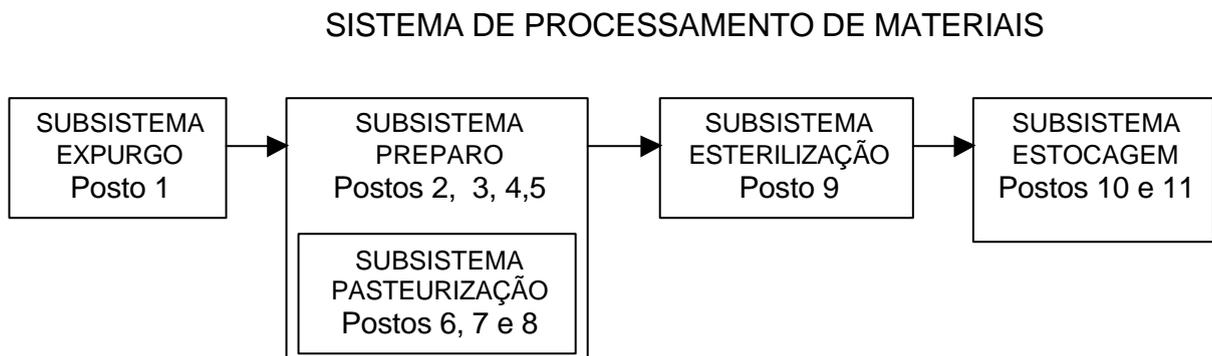 SISTEMA DE PROCESSAMENTO DE MATERIAIS
SUBSISTEMA
EXPURGO
Posto 1
SUBSISTEMA
PREPARO
Postos 2, 3, 4,5
SUBSISTEMA
PASTEURIZAÇÃO
Postos 6, 7 e 8
SUBSISTEMA
ESTERILIZAÇÃO
Posto 9
SUBSISTEMA
ESTOCAGEM
Postos 10 e 11